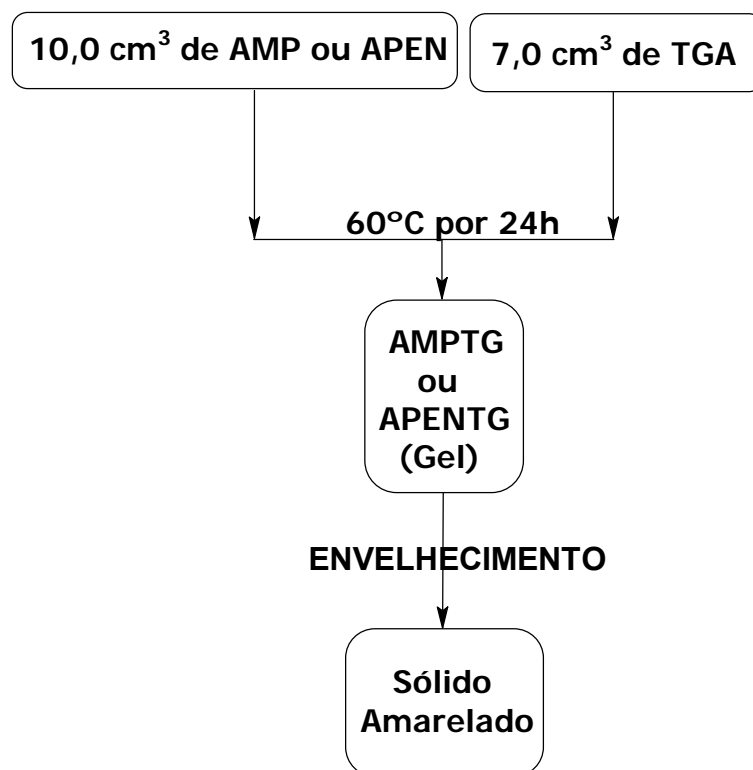 10,0 cm³ de AMP ou APEN
7,0 cm³ de TGA
60ºC por 24h
AMPTG
ou
APENTG
(Gel)
ENVELHECIMENTO
Sólido
Amarelado